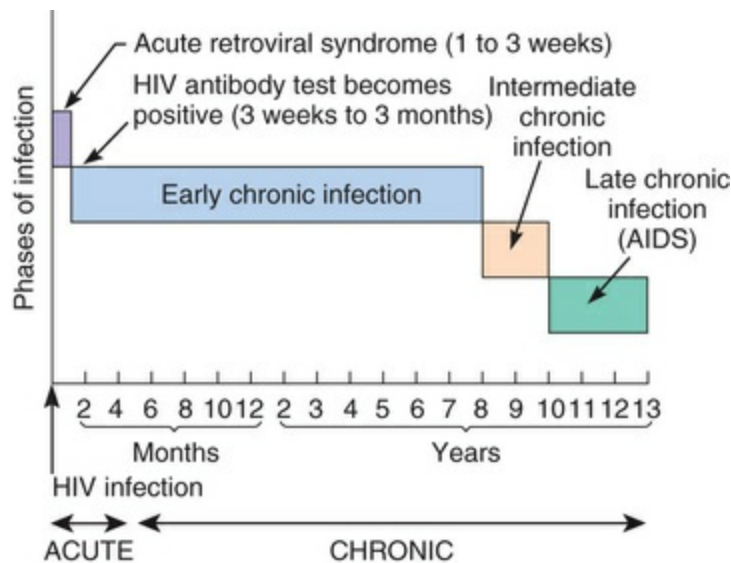 Acute retroviral syndrome (1 to 3 weeks)
HIV antibody test becomes
positive (3 weeks to 3 months)
Intermediate
chronic
infection
Late chronic
infection
(AIDS)
Early chronic infection
Phases of infection
2 4 6 8 10 12 2 3 4 5 6 7 8 9 10 11 12 13
Months Years
HIV infection
ACUTE CHRONIC